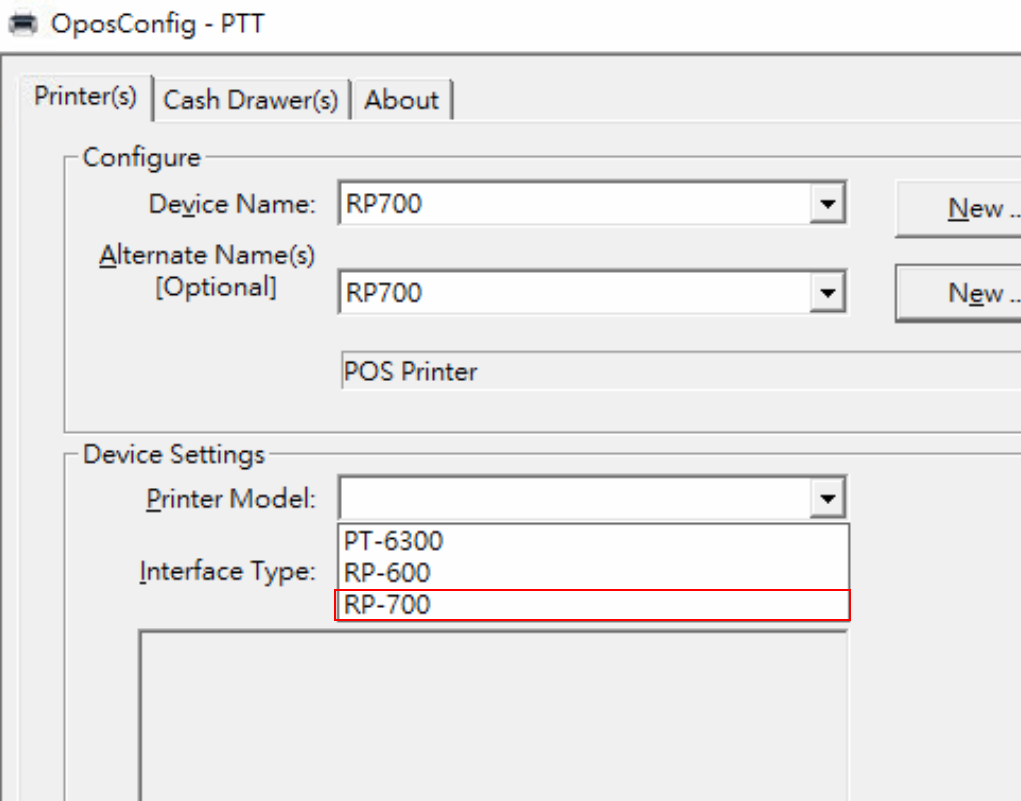 OposConfig - PTT
Printer(s) Cash Drawer(s) About
Configure
Device Name: RP700 New ..
Alternate Name(s)
[Optional] RP700 New ..
POS Printer
Device Settings
Printer Model:
PT-6300
Interface Type: RP-600
RP-700